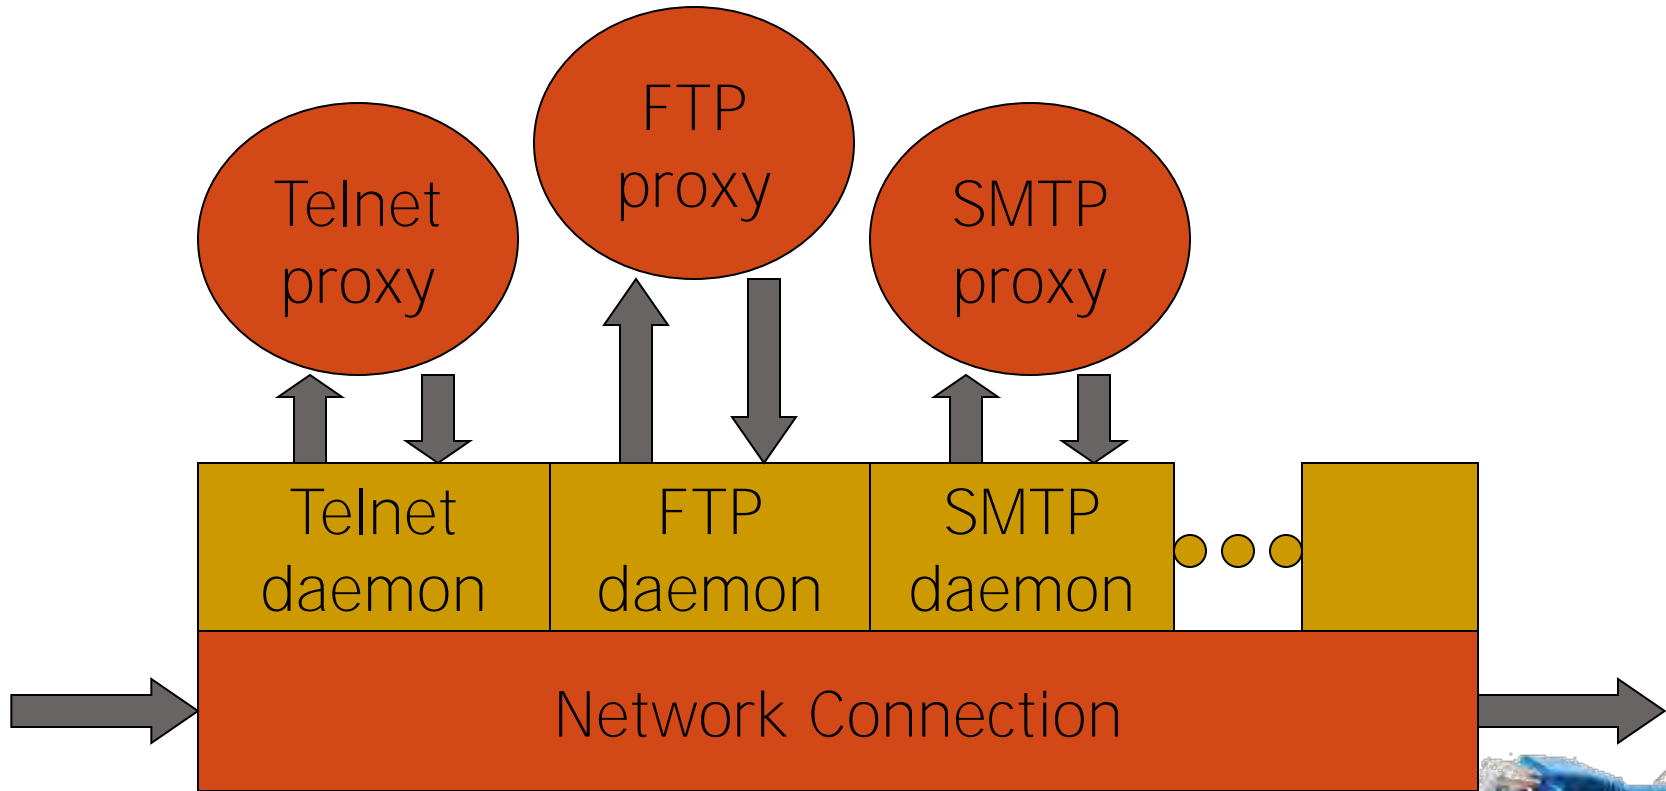 FTP
proxy
Telnet
proxy
SMTP
proxy
Telnet
daemon
FTP
daemon
SMTP
daemon
Network Connection